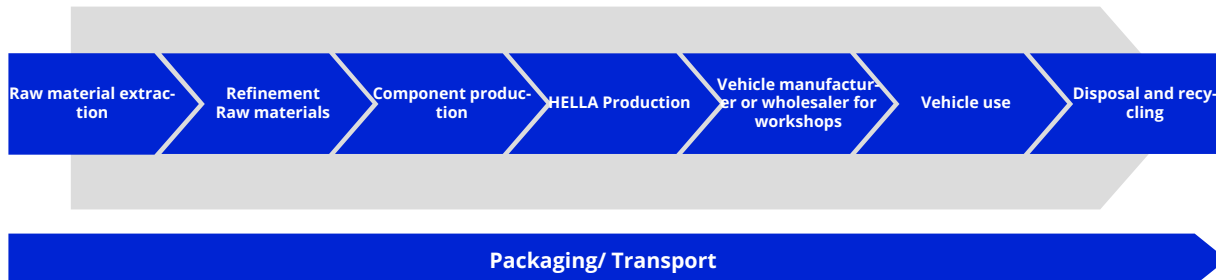 Raw material extrac-
tion
Refinement
Raw materials
Component produc-
tion
HELLA Production
Vehicle manufactur-
er or wholesaler for
workshops
Vehicle use
Disposal and recy-
cling
Packaging/ Transport